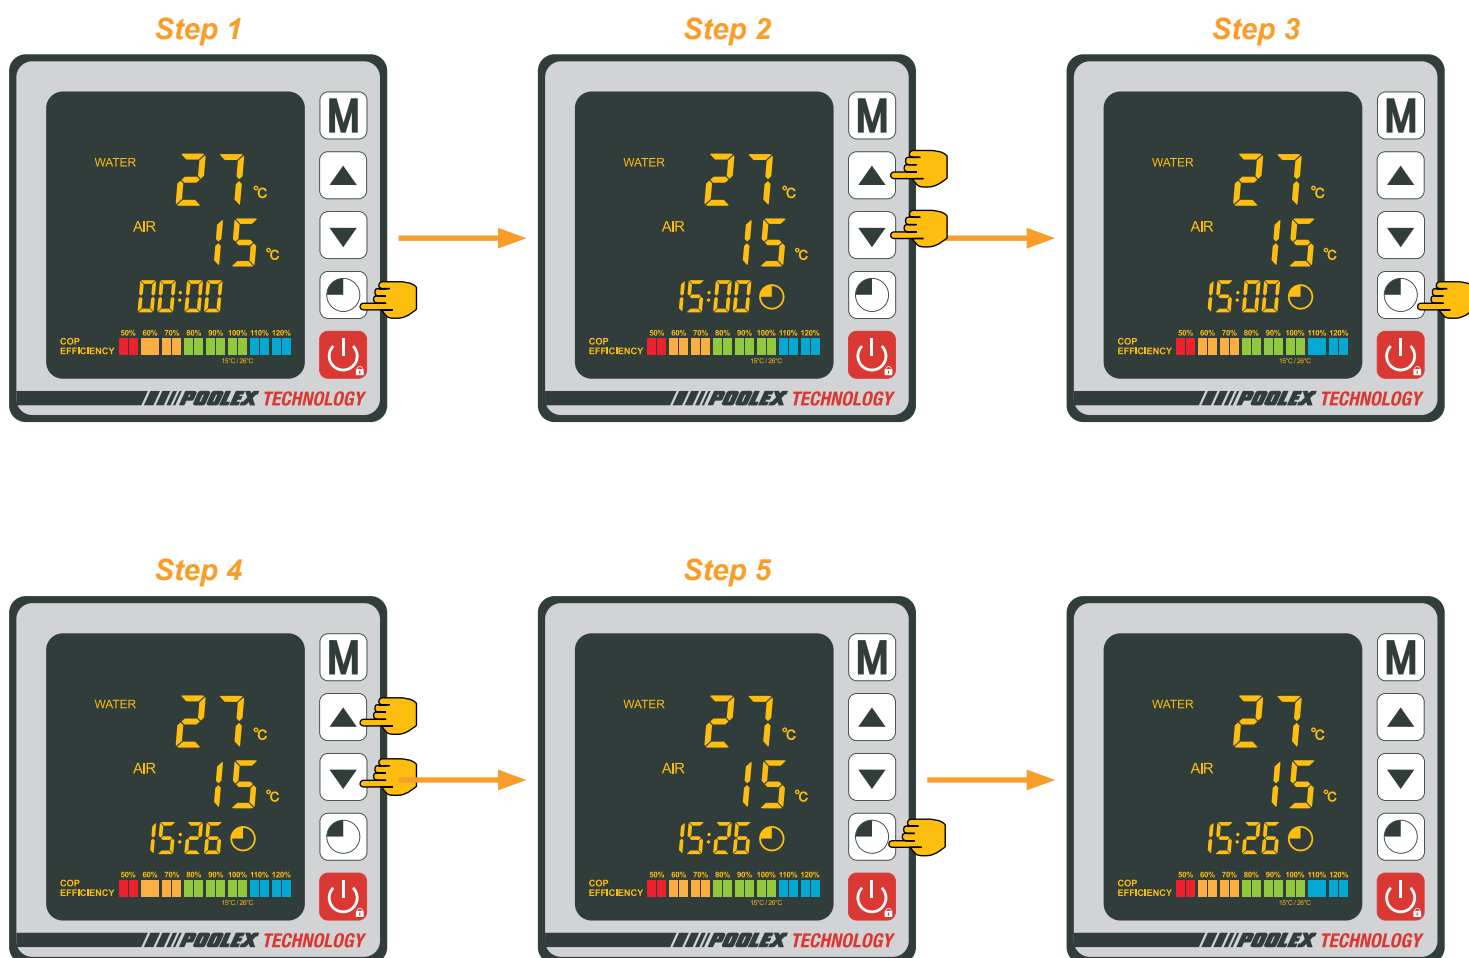 Step 1
Step 2
Step 3
M
WATER 27 °C
AIR 15 °C
00:00
50% 60% 70% 80% 90% 100% 110% 120%
COP
EFFICIENCY
15°C / 26°C
POOLEX TECHNOLOGY
M
WATER 27 °C
AIR 15 °C
15:00
50% 60% 70% 80% 90% 100% 110% 120%
COP
EFFICIENCY
15°C / 26°C
POOLEX TECHNOLOGY
M
WATER 27 °C
AIR 15 °C
15:00
50% 60% 70% 80% 90% 100% 110% 120%
COP
EFFICIENCY
15°C / 26°C
POOLEX TECHNOLOGY
Step 4
Step 5
M
WATER 27 °C
AIR 15 °C
15:26
50% 60% 70% 80% 90% 100% 110% 120%
COP
EFFICIENCY
15°C / 26°C
POOLEX TECHNOLOGY
M
WATER 27 °C
AIR 15 °C
15:26
50% 60% 70% 80% 90% 100% 110% 120%
COP
EFFICIENCY
15°C / 26°C
POOLEX TECHNOLOGY
M
WATER 27 °C
AIR 15 °C
15:26
50% 60% 70% 80% 90% 100% 110% 120%
COP
EFFICIENCY
15°C / 26°C
POOLEX TECHNOLOGY